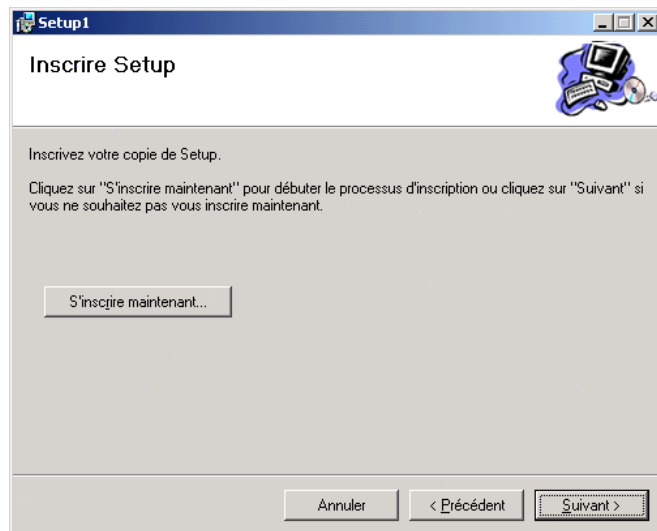 Setup1
Inscrire Setup
Inscrivez votre copie de Setup.
Cliquez sur "S'inscrire maintenant" pour débuter le processus d'inscription ou cliquez sur "Suivant" si
vous ne souhaitez pas vous inscrire maintenant.
S'inscrire maintenant...
Annuler
< Précédent
Suivant >